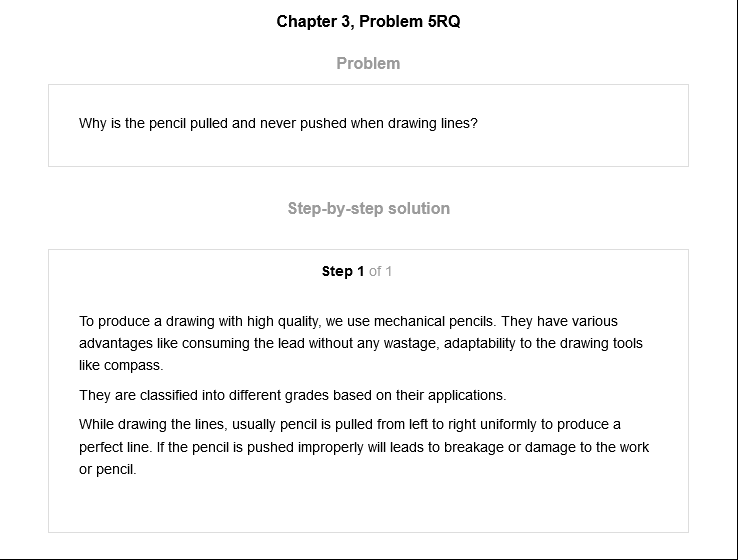 Chapter 3, Problem 5RQ
Problem
Why is the pencil pulled and never pushed when drawing lines?
Step-by-step solution
Step 1 of 1
To produce a drawing with high quality, we use mechanical pencils. They have various
advantages like consuming the lead without any wastage, adaptability to the drawing tools
like compass.
They are classified into different grades based on their applications.
While drawing the lines, usually pencil is pulled from left to right uniformly to produce a
perfect line. If the pencil is pushed improperly will leads to breakage or damage to the work
or pencil.